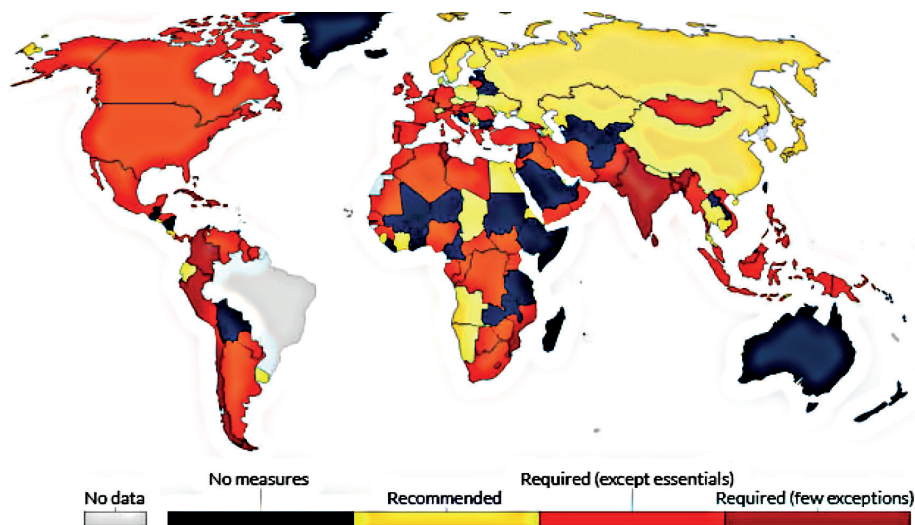 No measures
Required (except essentials)
No data
Recommended
Required (few exceptions)